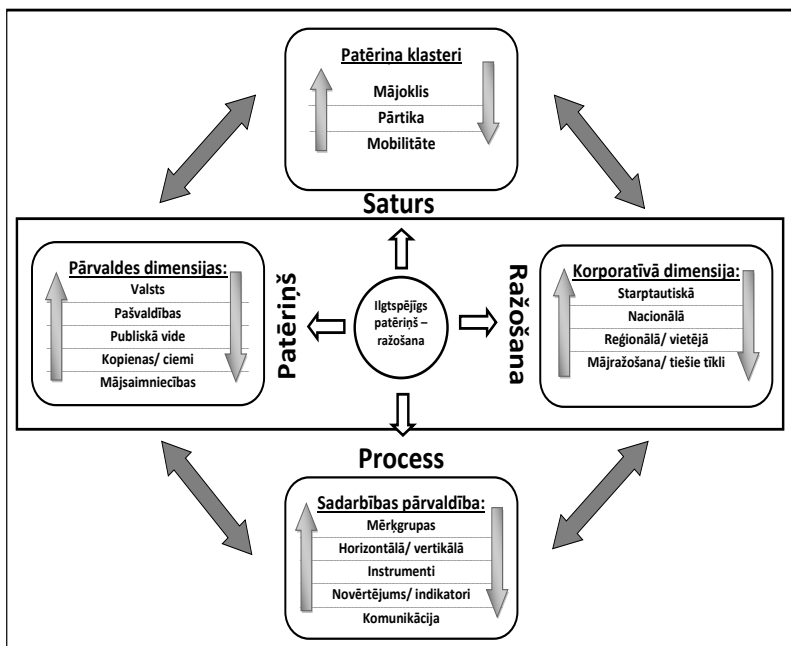 Patēriņa klasteri
Mājoklis
Pārtika
Mobilitāte
Saturs
Pārvaldes dimensijas:
Valsts
Pašvaldības
Publiskā vide
Kopienas/ ciemi
Mājsaimniecības
Patēriņš
Ilgtspējīgs
patēriņš –
ražošana
Ražošana
Korporatīvā dimensija:
Starptautiskā
Nacionālā
Reģionālā/ vietējā
Mājražošana/ tiešie tīkli
Process
Sadarbības pārvaldība:
Mērķgrupas
Horizontālā/ vertikālā
Instrumenti
Novērtējums/ indikatori
Komunikācija